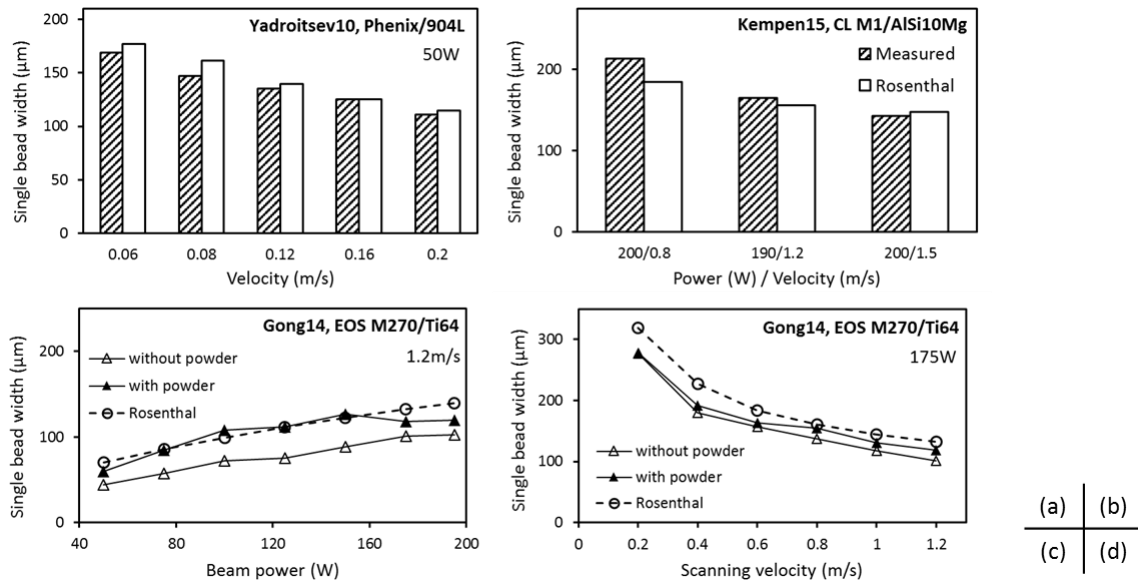 Yadroitsev10, Phenix/904L
50W
Single bead width (µm)
200
150
100
50
0
0.06 0.08 0.12 0.16 0.2
Velocity (m/s)
Kempen15, CL M1/AlSi10Mg
Measured
Rosenthal
Single bead width (µm)
200
100
0
200/0.8 190/1.2 200/1.5
Power (W) / Velocity (m/s)
Gong14, EOS M270/Ti64
1.2m/s
without powder
with powder
Rosenthal
Single bead width (µm)
200
100
0
40 80 120 160 200
Beam power (W)
Gong14, EOS M270/Ti64
175W
without powder
with powder
Rosenthal
Single bead width (µm)
300
200
100
0
0 0.2 0.4 0.6 0.8 1 1.2
Scanning velocity (m/s)
(a) (b)
(c) (d)